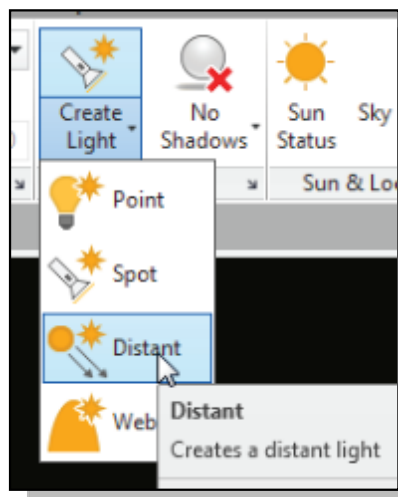 Create
Light
No
Shadows
Sun
Status
Sky
Sun & Lo
Point
Spot
Distant
Web
Distant
Creates a distant light